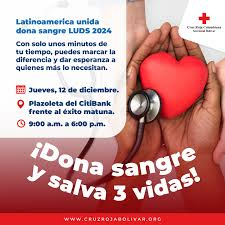 Latinoamerica unida
dona sangre LUDS 2024
Cruz Roja Colombiana
Seccional Bolívar
Con solo unos minutos de
tu tiempo, puedes marcar la
diferencia y dar esperanza a
quienes más lo necesitan.
Jueves, 12 de diciembre.
Plazoleta del CitiBank
frente al éxito matuna.
9:00 a.m. a 6:00 p.m.
¡Dona sangre
y salva 3 vidas!
WWW.CRUZROJABOLIVAR.ORG